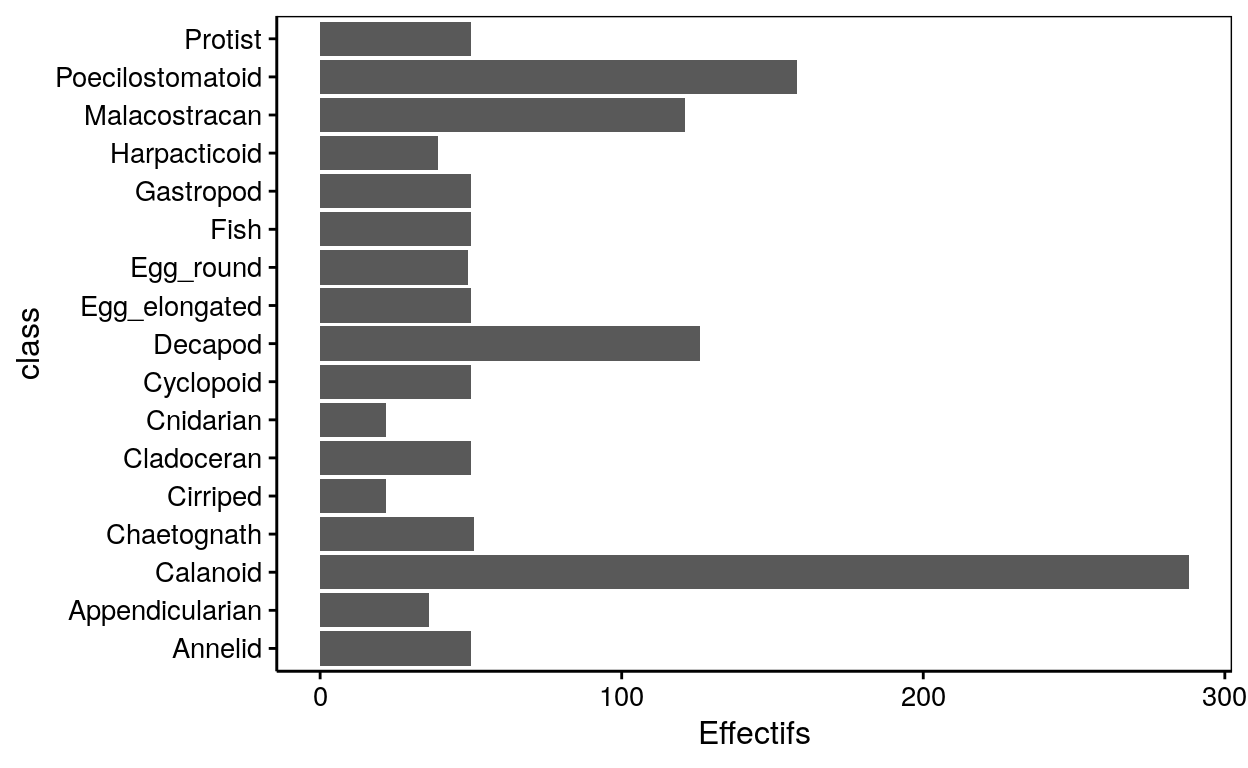 Protist
Poecilostomatoid
Malacostracan
Harpacticoid
Gastropod
Fish
Egg_round
Egg_elongated
Decapod
Cyclopoid
Cnidarian
Cladoceran
Cirriped
Chaetognath
Calanoid
Appendicularian
Annelid
class
0 100 200 300
Effectifs